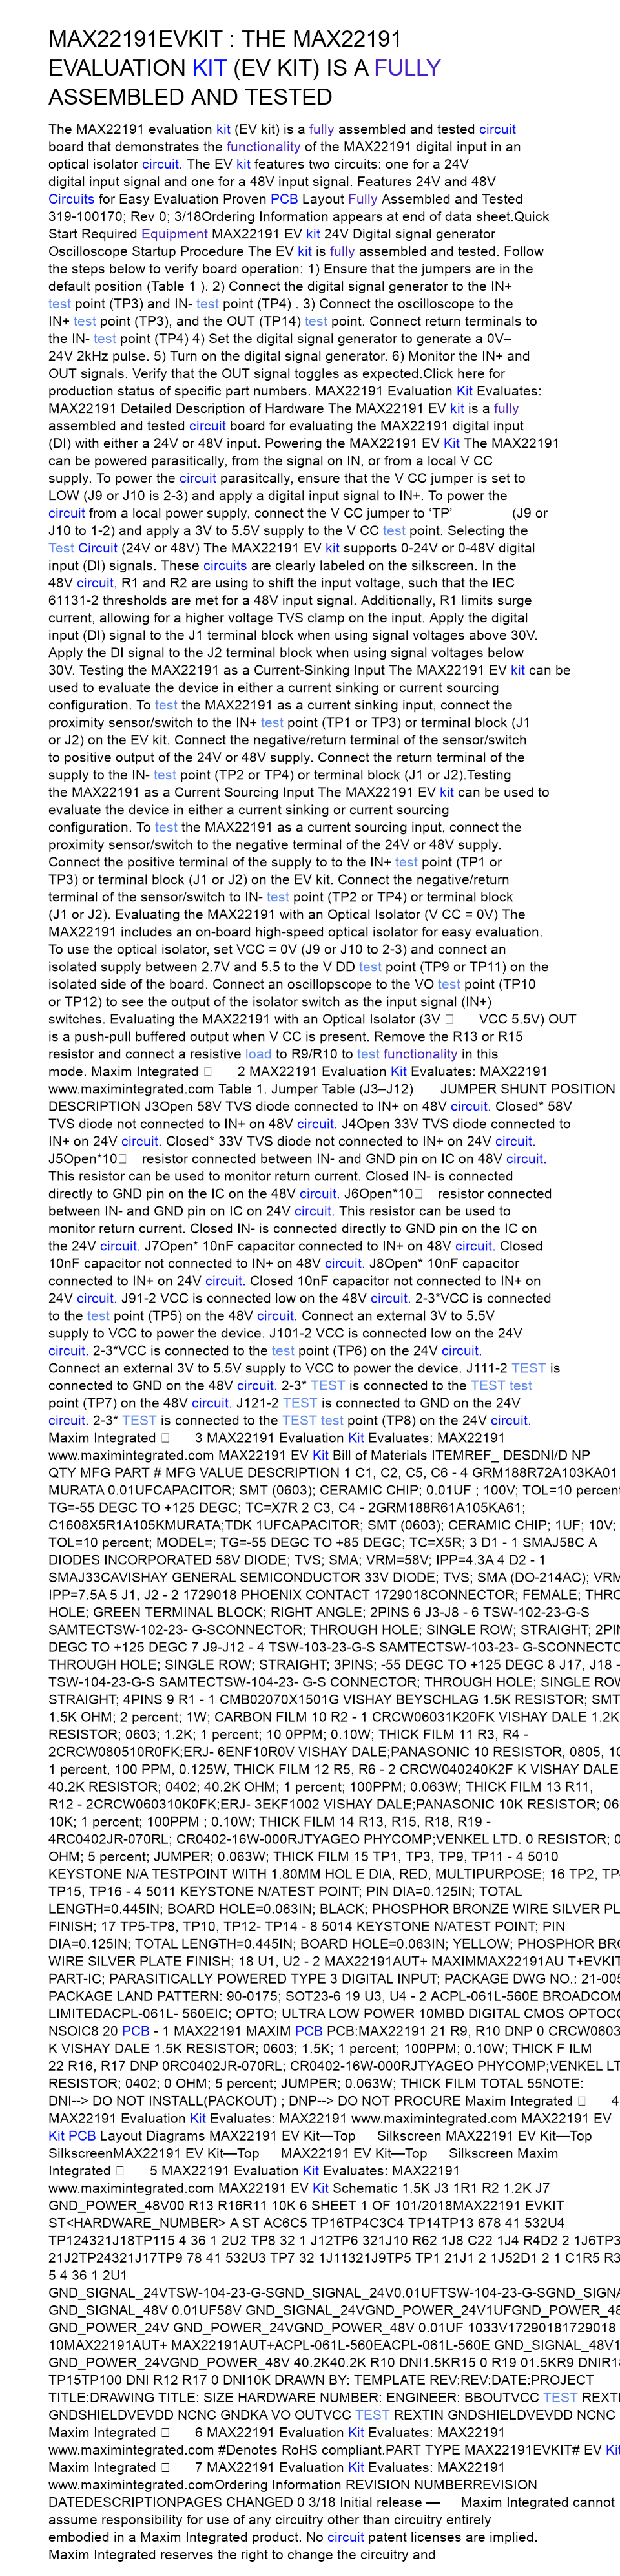 MAX22191EVKIT : THE MAX22191
EVALUATION KIT (EV KIT) IS A FULLY
ASSEMBLED AND TESTED
The MAX22191 evaluation kit (EV kit) is a fully assembled and tested circuit
board that demonstrates the functionality of the MAX22191 digital input in an
optical isolator circuit. The EV kit features two circuits: one for a 24V
digital input signal and one for a 48V input signal. Features 24V and 48V
Circuits for Easy Evaluation Proven PCB Layout Fully Assembled and Tested
319-100170; Rev 0; 3/18Ordering Information appears at end of data sheet.Quick
Start Required Equipment MAX22191 EV kit 24V Digital signal generator
Oscilloscope Startup Procedure The EV kit is fully assembled and tested. Follow
the steps below to verify board operation: 1) Ensure that the jumpers are in the
default position (Table 1 ). 2) Connect the digital signal generator to the IN+
test point (TP3) and IN- test point (TP4) . 3) Connect the oscilloscope to the
IN+ test point (TP3), and the OUT (TP14) test point. Connect return terminals to
the IN- test point (TP4) 4) Set the digital signal generator to generate a 0V–
24V 2kHz pulse. 5) Turn on the digital signal generator. 6) Monitor the IN+ and
OUT signals. Verify that the OUT signal toggles as expected.Click here for
production status of specific part numbers. MAX22191 Evaluation Kit Evaluates:
MAX22191 Detailed Description of Hardware The MAX22191 EV kit is a fully
assembled and tested circuit board for evaluating the MAX22191 digital input
(DI) with either a 24V or 48V input. Powering the MAX22191 EV Kit The MAX22191
can be powered parasitically, from the signal on IN, or from a local V CC
supply. To power the circuit parasitcally, ensure that the V CC jumper is set to
LOW (J9 or J10 is 2-3) and apply a digital input signal to IN+. To power the
circuit from a local power supply, connect the V CC jumper to ‘TP’ (J9 or
J10 to 1-2) and apply a 3V to 5.5V supply to the V CC test point. Selecting the
Test Circuit (24V or 48V) The MAX22191 EV kit supports 0-24V or 0-48V digital
input (DI) signals. These circuits are clearly labeled on the silkscreen. In the
48V circuit, R1 and R2 are using to shift the input voltage, such that the IEC
61131-2 thresholds are met for a 48V input signal. Additionally, R1 limits surge
current, allowing for a higher voltage TVS clamp on the input. Apply the digital
input (DI) signal to the J1 terminal block when using signal voltages above 30V.
Apply the DI signal to the J2 terminal block when using signal voltages below
30V. Testing the MAX22191 as a Current-Sinking Input The MAX22191 EV kit can be
used to evaluate the device in either a current sinking or current sourcing
configuration. To test the MAX22191 as a current sinking input, connect the
proximity sensor/switch to the IN+ test point (TP1 or TP3) or terminal block (J1
or J2) on the EV kit. Connect the negative/return terminal of the sensor/switch
to positive output of the 24V or 48V supply. Connect the return terminal of the
supply to the IN- test point (TP2 or TP4) or terminal block (J1 or J2).Testing
the MAX22191 as a Current Sourcing Input The MAX22191 EV kit can be used to
evaluate the device in either a current sinking or current sourcing
configuration. To test the MAX22191 as a current sourcing input, connect the
proximity sensor/switch to the negative terminal of the 24V or 48V supply.
Connect the positive terminal of the supply to to the IN+ test point (TP1 or
TP3) or terminal block (J1 or J2) on the EV kit. Connect the negative/return
terminal of the sensor/switch to IN- test point (TP2 or TP4) or terminal block
(J1 or J2). Evaluating the MAX22191 with an Optical Isolator (V CC = 0V) The
MAX22191 includes an on-board high-speed optical isolator for easy evaluation.
To use the optical isolator, set VCC = 0V (J9 or J10 to 2-3) and connect an
isolated supply between 2.7V and 5.5 to the V DD test point (TP9 or TP11) on the
isolated side of the board. Connect an oscillopscope to the VO test point (TP10
or TP12) to see the output of the isolator switch as the input signal (IN+)
switches. Evaluating the MAX22191 with an Optical Isolator (3V VCC 5.5V) OUT
is a push-pull buffered output when V CC is present. Remove the R13 or R15
resistor and connect a resistive load to R9/R10 to test functionality in this
mode. Maxim Integrated 2 MAX22191 Evaluation Kit Evaluates: MAX22191
www.maximintegrated.com Table 1. Jumper Table (J3–J12) JUMPER SHUNT POSITION
DESCRIPTION J3Open 58V TVS diode connected to IN+ on 48V circuit. Closed* 58V
TVS diode not connected to IN+ on 48V circuit. J4Open 33V TVS diode connected to
IN+ on 24V circuit. Closed* 33V TVS diode not connected to IN+ on 24V circuit.
J5Open*10 resistor connected between IN- and GND pin on IC on 48V circuit.
This resistor can be used to monitor return current. Closed IN- is connected
directly to GND pin on the IC on the 48V circuit. J6Open*10 resistor connected
between IN- and GND pin on IC on 24V circuit. This resistor can be used to
monitor return current. Closed IN- is connected directly to GND pin on the IC on
the 24V circuit. J7Open* 10nF capacitor connected to IN+ on 48V circuit. Closed
10nF capacitor not connected to IN+ on 48V circuit. J8Open* 10nF capacitor
connected to IN+ on 24V circuit. Closed 10nF capacitor not connected to IN+ on
24V circuit. J91-2 VCC is connected low on the 48V circuit. 2-3*VCC is connected
to the test point (TP5) on the 48V circuit. Connect an external 3V to 5.5V
supply to VCC to power the device. J101-2 VCC is connected low on the 24V
circuit. 2-3*VCC is connected to the test point (TP6) on the 24V circuit.
Connect an external 3V to 5.5V supply to VCC to power the device. J111-2 TEST is
connected to GND on the 48V circuit. 2-3* TEST is connected to the TEST test
point (TP7) on the 48V circuit. J121-2 TEST is connected to GND on the 24V
circuit. 2-3* TEST is connected to the TEST test point (TP8) on the 24V circuit.
Maxim Integrated 3 MAX22191 Evaluation Kit Evaluates: MAX22191
www.maximintegrated.com MAX22191 EV Kit Bill of Materials ITEMREF_ DESDNI/D NP
QTY MFG PART # MFG VALUE DESCRIPTION 1 C1, C2, C5, C6 - 4 GRM188R72A103KA01
MURATA 0.01UFCAPACITOR; SMT (0603); CERAMIC CHIP; 0.01UF ; 100V; TOL=10 percent
TG=-55 DEGC TO +125 DEGC; TC=X7R 2 C3, C4 - 2GRM188R61A105KA61;
C1608X5R1A105KMURATA;TDK 1UFCAPACITOR; SMT (0603); CERAMIC CHIP; 1UF; 10V;
TOL=10 percent; MODEL=; TG=-55 DEGC TO +85 DEGC; TC=X5R; 3 D1 - 1 SMAJ58C A
DIODES INCORPORATED 58V DIODE; TVS; SMA; VRM=58V; IPP=4.3A 4 D2 - 1
SMAJ33CAVISHAY GENERAL SEMICONDUCTOR 33V DIODE; TVS; SMA (DO-214AC); VRM
IPP=7.5A 5 J1, J2 - 2 1729018 PHOENIX CONTACT 1729018CONNECTOR; FEMALE; THRO
HOLE; GREEN TERMINAL BLOCK; RIGHT ANGLE; 2PINS 6 J3-J8 - 6 TSW-102-23-G-S
SAMTECTSW-102-23- G-SCONNECTOR; THROUGH HOLE; SINGLE ROW; STRAIGHT; 2PIN
DEGC TO +125 DEGC 7 J9-J12 - 4 TSW-103-23-G-S SAMTECTSW-103-23- G-SCONNECTO
THROUGH HOLE; SINGLE ROW; STRAIGHT; 3PINS; -55 DEGC TO +125 DEGC 8 J17, J18 -
TSW-104-23-G-S SAMTECTSW-104-23- G-S CONNECTOR; THROUGH HOLE; SINGLE ROW
STRAIGHT; 4PINS 9 R1 - 1 CMB02070X1501G VISHAY BEYSCHLAG 1.5K RESISTOR; SMT
1.5K OHM; 2 percent; 1W; CARBON FILM 10 R2 - 1 CRCW06031K20FK VISHAY DALE 1.2K
RESISTOR; 0603; 1.2K; 1 percent; 10 0PPM; 0.10W; THICK FILM 11 R3, R4 -
2CRCW080510R0FK;ERJ- 6ENF10R0V VISHAY DALE;PANASONIC 10 RESISTOR, 0805, 10
1 percent, 100 PPM, 0.125W, THICK FILM 12 R5, R6 - 2 CRCW040240K2F K VISHAY DALE
40.2K RESISTOR; 0402; 40.2K OHM; 1 percent; 100PPM; 0.063W; THICK FILM 13 R11,
R12 - 2CRCW060310K0FK;ERJ- 3EKF1002 VISHAY DALE;PANASONIC 10K RESISTOR; 06
10K; 1 percent; 100PPM ; 0.10W; THICK FILM 14 R13, R15, R18, R19 -
4RC0402JR-070RL; CR0402-16W-000RJTYAGEO PHYCOMP;VENKEL LTD. 0 RESISTOR; 0
OHM; 5 percent; JUMPER; 0.063W; THICK FILM 15 TP1, TP3, TP9, TP11 - 4 5010
KEYSTONE N/A TESTPOINT WITH 1.80MM HOL E DIA, RED, MULTIPURPOSE; 16 TP2, TP4
TP15, TP16 - 4 5011 KEYSTONE N/ATEST POINT; PIN DIA=0.125IN; TOTAL
LENGTH=0.445IN; BOARD HOLE=0.063IN; BLACK; PHOSPHOR BRONZE WIRE SILVER PL
FINISH; 17 TP5-TP8, TP10, TP12- TP14 - 8 5014 KEYSTONE N/ATEST POINT; PIN
DIA=0.125IN; TOTAL LENGTH=0.445IN; BOARD HOLE=0.063IN; YELLOW; PHOSPHOR BRO
WIRE SILVER PLATE FINISH; 18 U1, U2 - 2 MAX22191AUT+ MAXIMMAX22191AU T+EVKIT
PART-IC; PARASITICALLY POWERED TYPE 3 DIGITAL INPUT; PACKAGE DWG NO.: 21-005
PACKAGE LAND PATTERN: 90-0175; SOT23-6 19 U3, U4 - 2 ACPL-061L-560E BROADCOM
LIMITEDACPL-061L- 560EIC; OPTO; ULTRA LOW POWER 10MBD DIGITAL CMOS OPTOCO
NSOIC8 20 PCB - 1 MAX22191 MAXIM PCB PCB:MAX22191 21 R9, R10 DNP 0 CRCW0603
K VISHAY DALE 1.5K RESISTOR; 0603; 1.5K; 1 percent; 100PPM; 0.10W; THICK F ILM
22 R16, R17 DNP 0RC0402JR-070RL; CR0402-16W-000RJTYAGEO PHYCOMP;VENKEL LT
RESISTOR; 0402; 0 OHM; 5 percent; JUMPER; 0.063W; THICK FILM TOTAL 55NOTE:
DNI--> DO NOT INSTALL(PACKOUT) ; DNP--> DO NOT PROCURE Maxim Integrated 4
MAX22191 Evaluation Kit Evaluates: MAX22191 www.maximintegrated.com MAX22191 EV
Kit PCB Layout Diagrams MAX22191 EV Kit—Top Silkscreen MAX22191 EV Kit—Top
SilkscreenMAX22191 EV Kit—Top MAX22191 EV Kit—Top Silkscreen Maxim
Integrated 5 MAX22191 Evaluation Kit Evaluates: MAX22191
www.maximintegrated.com MAX22191 EV Kit Schematic 1.5K J3 1R1 R2 1.2K J7
GND_POWER_48V00 R13 R16R11 10K 6 SHEET 1 OF 101/2018MAX22191 EVKIT
ST<HARDWARE_NUMBER> A ST AC6C5 TP16TP4C3C4 TP14TP13 678 41 532U4
TP124321J18TP115 4 36 1 2U2 TP8 32 1 J12TP6 321J10 R62 1J8 C22 1J4 R4D2 2 1J6TP3
21J2TP24321J17TP9 78 41 532U3 TP7 32 1J11321J9TP5 TP1 21J1 2 1J52D1 2 1 C1R5 R3
5 4 36 1 2U1
GND_SIGNAL_24VTSW-104-23-G-SGND_SIGNAL_24V0.01UFTSW-104-23-G-SGND_SIGNA
GND_SIGNAL_48V 0.01UF58V GND_SIGNAL_24VGND_POWER_24V1UFGND_POWER_48
GND_POWER_24V GND_POWER_24VGND_POWER_48V 0.01UF 1033V17290181729018
10MAX22191AUT+ MAX22191AUT+ACPL-061L-560EACPL-061L-560E GND_SIGNAL_48V1
GND_POWER_24VGND_POWER_48V 40.2K40.2K R10 DNI1.5KR15 0 R19 01.5KR9 DNIR18
TP15TP100 DNI R12 R17 0 DNI10K DRAWN BY: TEMPLATE REV:REV:DATE:PROJECT
TITLE:DRAWING TITLE: SIZE HARDWARE NUMBER: ENGINEER: BBOUTVCC TEST REXTI
GNDSHIELDVEVDD NCNC GNDKA VO OUTVCC TEST REXTIN GNDSHIELDVEVDD NCNC
Maxim Integrated 6 MAX22191 Evaluation Kit Evaluates: MAX22191
www.maximintegrated.com #Denotes RoHS compliant.PART TYPE MAX22191EVKIT# EV Kit
Maxim Integrated 7 MAX22191 Evaluation Kit Evaluates: MAX22191
www.maximintegrated.comOrdering Information REVISION NUMBERREVISION
DATEDESCRIPTIONPAGES CHANGED 0 3/18 Initial release — Maxim Integrated cannot
assume responsibility for use of any circuitry other than circuitry entirely
embodied in a Maxim Integrated product. No circuit patent licenses are implied.
Maxim Integrated reserves the right to change the circuitry and